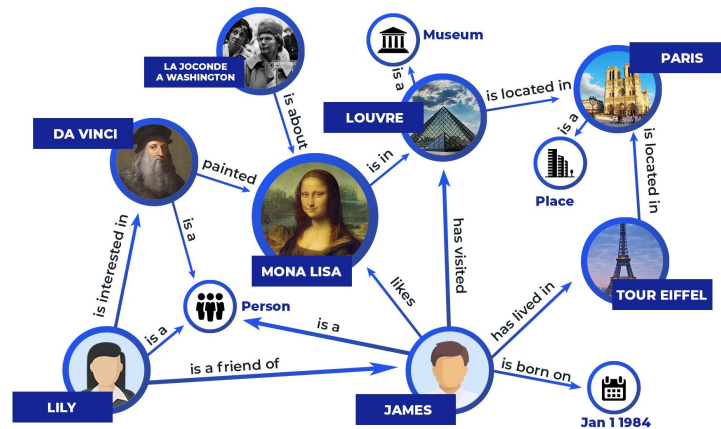 LA JOCONDE
A WASHINGTON
Museum
is a
PARIS
is located in
LOUVRE
DA VINCI
is about
is a
is located in
painted
is in
Place
is a
is interested in
has visited
MONA LISA
TOUR EIFFEL
likes
has lived in
Person
is a
is a
is a friend of
is born on
LILY
JAMES
Jan 1 1984